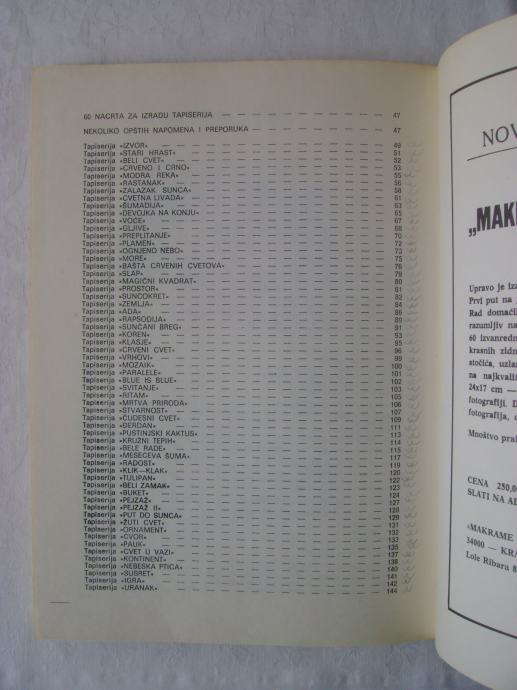 60 NACRTA ZA IZRADU TAPISERIJA — 47
NEKOLIKO OPŠTIH NAPOMENA I PREPORUKA — 47
Tapiserija »IZVOR« — 49
Tapiserija »STARI HRAST« — 51
Tapiserija »BELI CVET« — 52
Tapiserija »CRVENO I CRNO« — 53
Tapiserija »MODRA REKA« — 55
Tapiserija »RASTANAK« — 56
Tapiserija »ZALAZAK SUNCA« — 58
Tapiserija »CVETNA LIVADA« — 61
Tapiserija »ŠUMADIJA« — 63
Tapiserija »DEVOJKA NA KONJU« — 65
Tapiserija »VOĆE« — 67
Tapiserija »GLJIVE« — 68
Tapiserija »PREPLITANJE« — 70
Tapiserija »PLAMEN« — 72
Tapiserija »OGNJENO NEBO« — 73
Tapiserija »MORE« — 75
Tapiserija »BAŠTA CRVENIH CVETOVA« — 76
Tapiserija »SLAP« — 79
Tapiserija »MAGIČNI KVADRAT« — 80
Tapiserija »PROSTOR« — 81
Tapiserija »SUNCOKRET« — 82
Tapiserija »ZEMLJA« — 84
Tapiserija »ADA« — 86
Tapiserija »RAPSODIJA« — 89
Tapiserija »SUNČANI BREG« — 91
Tapiserija »KOREN« — 93
Tapiserija »KLASJE« — 95
Tapiserija »CRVENI CVET« — 96
Tapiserija »VRHOVI« — 99
Tapiserija »MOZAIK« — 100
Tapiserija »PARALELE« — 101
Tapiserija »BLUE IS BLUE« — 102
Tapiserija »SVITANJE« — 103
Tapiserija »RITAM« — 105
Tapiserija »MRTVA PRIRODA« — 106
Tapiserija »STVARNOST« — 107
Tapiserija »ČUDESNI CVET« — 109
Tapiserija »ĐERDAN« — 111
Tapiserija »PUSTINJSKI KAKTUS« — 113
Tapiserija »KRUŽNI TEPIH« — 114
Tapiserija »BELE RADE« — 115
Tapiserija »MESEČEVA ŠUMA« — 117
Tapiserija »RADOST« — 119
Tapiserija »KLIK—KLAK« — 120
Tapiserija »TULIPAN« — 122
Tapiserija »BELI ZAMAK« — 123
Tapiserija »BUKET« — 124
Tapiserija »PEJZAŽ« — 127
Tapiserija »PEJZAŽ II« — 128
Tapiserija »PUT DO SUNCA« — 129
Tapiserija »ŽUTI CVET« — 131
Tapiserija »ORNAMENT« — 132
Tapiserija »ČVOR« — 133
Tapiserija »PAUK« — 135
Tapiserija »CVET U VAZI« — 137
Tapiserija »KONTINENT« — 138
Tapiserija »NEBESKA PTICA« — 140
Tapiserija »SUSRET« — 141
Tapiserija »IGRA« — 142
Tapiserija »URANAK« — 144
NOV
„MAK
Upravo je iz
Prvi put na
Rad domaći
razumljiv na
60 izvanredn
krasnih zidn
stočića, uzlar
na najkvali
24x17 cm —
fotografiji. D
fotografija,
Mnoštvo prak
CENA 250,0
SLATI NA AD
»MAKRAME
34000 — KRA
Lole Ribara 8